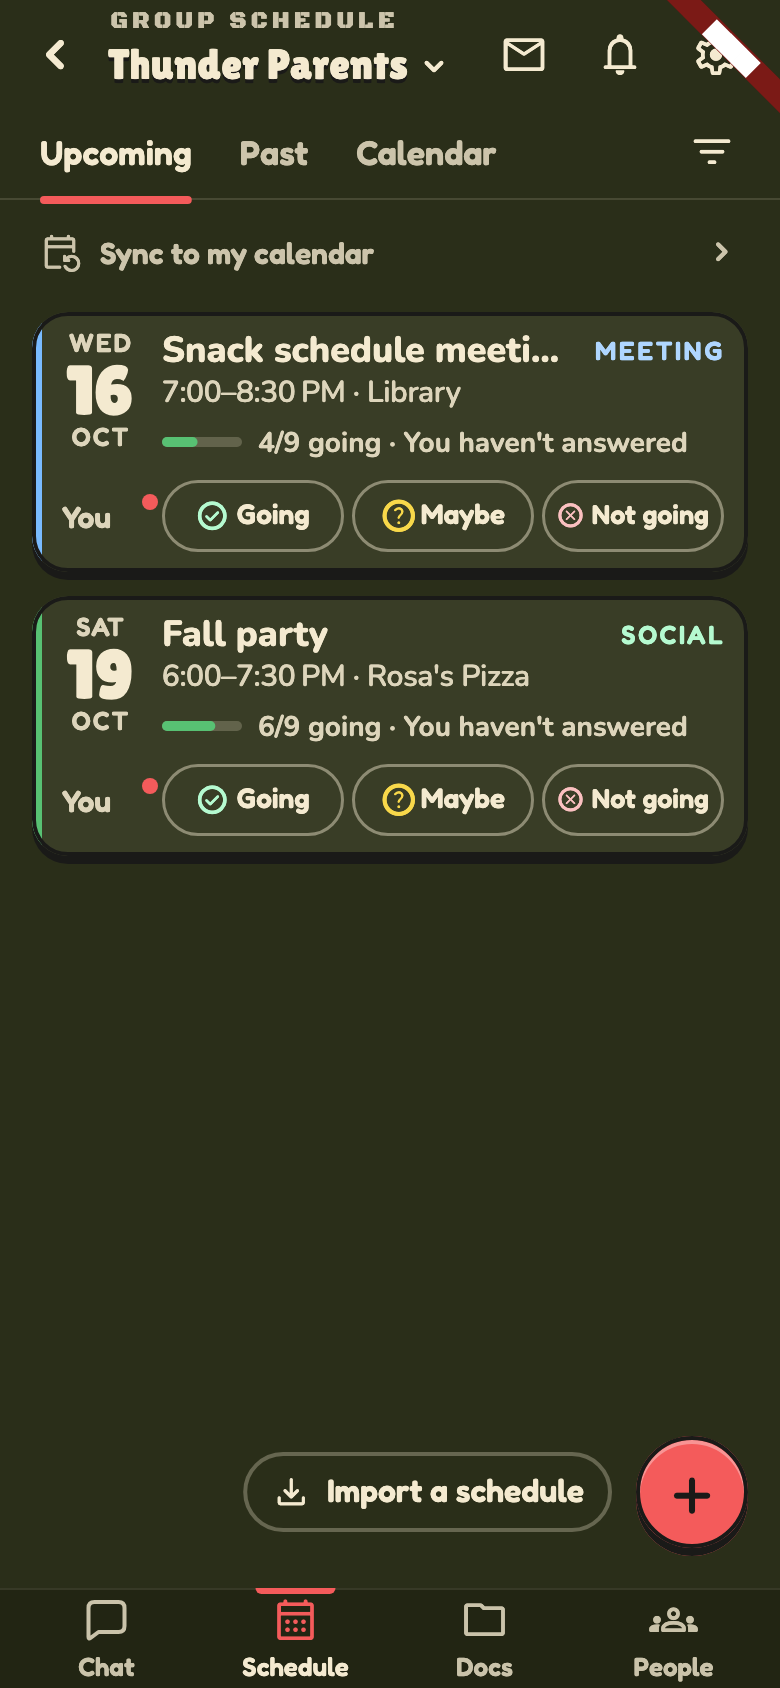 GROUP SCHEDULE
Thunder Parents
Upcoming Past Calendar
Sync to my calendar
WED
16
OCT
Snack schedule meeti... MEETING
7:00–8:30 PM · Library
4/9 going · You haven't answered
You Going Maybe Not going
SAT
19
OCT
Fall party SOCIAL
6:00–7:30 PM · Rosa's Pizza
6/9 going · You haven't answered
You Going Maybe Not going
Import a schedule
Chat Schedule Docs People